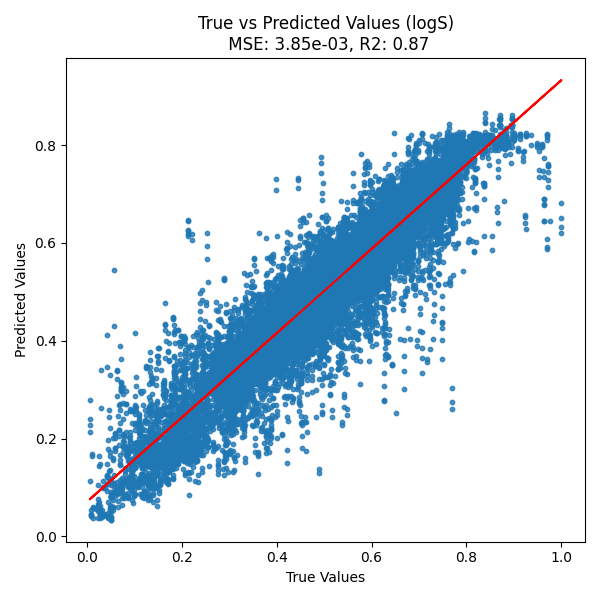 True vs Predicted Values (logS)
MSE: 3.85e-03, R2: 0.87
Predicted Values
0.8
0.6
0.4
0.2
0.0
0.0 0.2 0.4 0.6 0.8 1.0
True Values